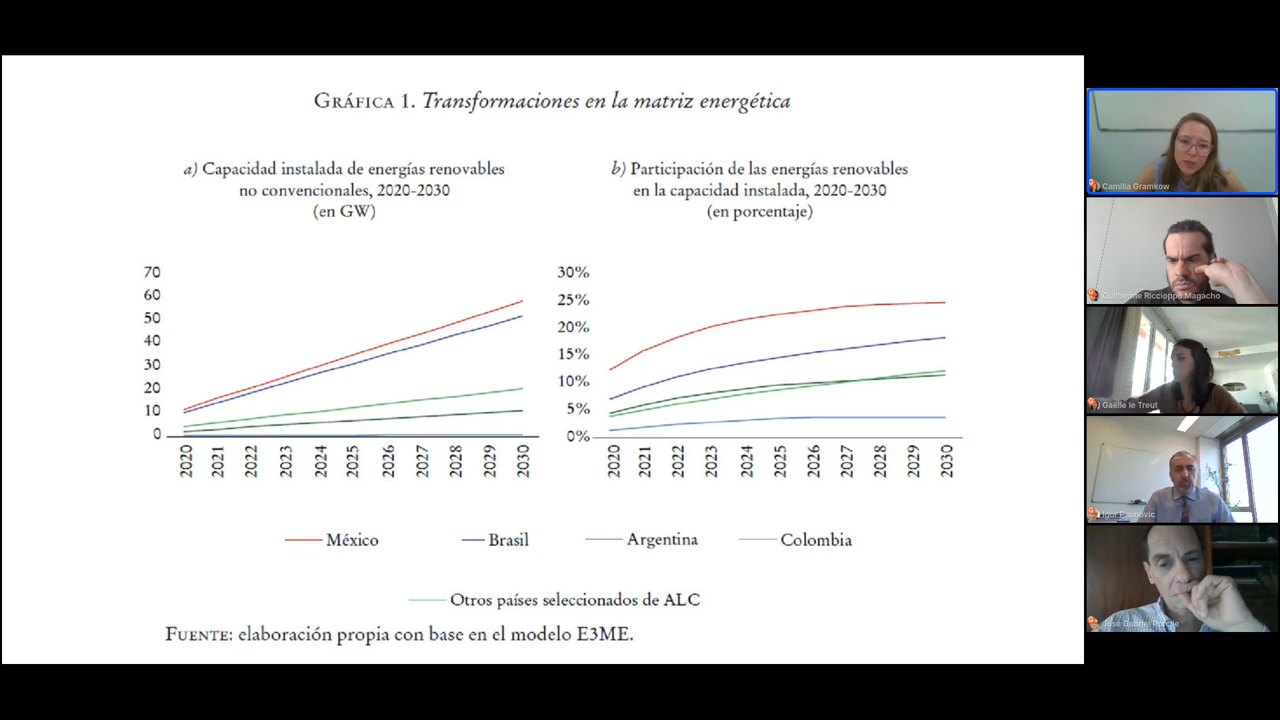 GRÁFICA 1. Transformaciones en la matriz energética
a) Capacidad instalada de energías renovables
no convencionales, 2020-2030
(en GW)
70
60
50
40
30
20
10
0
2020
2021
2022
2023
2024
2025
2026
2027
2028
2029
2030
b) Participación de las energías renovables
en la capacidad instalada, 2020-2030
(en porcentaje)
30%
25%
20%
15%
10%
5%
0%
2020
2021
2022
2023
2024
2025
2026
2027
2028
2029
2030
México
Brasil
Argentina
Colombia
Otros países seleccionados de ALC
FUENTE: elaboración propia con base en el modelo E3ME.
Camila Gramkow
Guilherme Riccioppo Magacho
Gaëlle le Treut
Igor Paunovic
José Gabriel Porcile